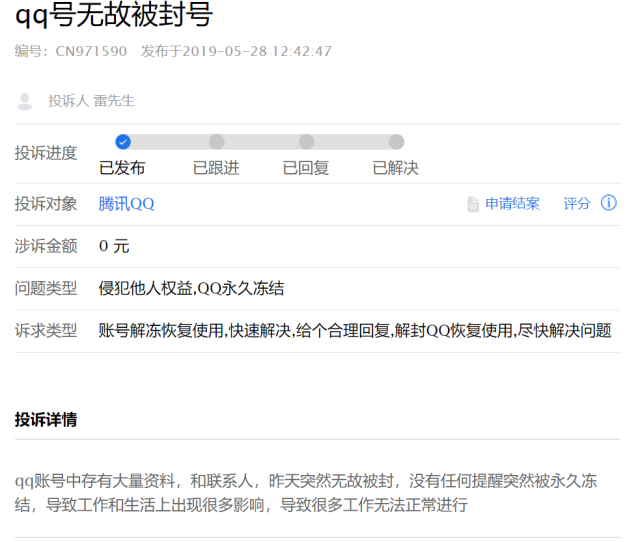 qq号无故被封号
编号：CN971590 发布于2019-05-28 12:42:47
投诉人 雷先生
投诉进度
已发布 已跟进 已回复 已解决
投诉对象 腾讯QQ 申请结案 评分
涉诉金额 0 元
问题类型 侵犯他人权益,QQ永久冻结
诉求类型 账号解冻恢复使用,快速解决,给个合理回复,解封QQ恢复使用,尽快解决问题
投诉详情
qq账号中存有大量资料，和联系人，昨天突然无故被封，没有任何提醒突然被永久冻
结，导致工作和生活上出现很多影响，导致很多工作无法正常进行